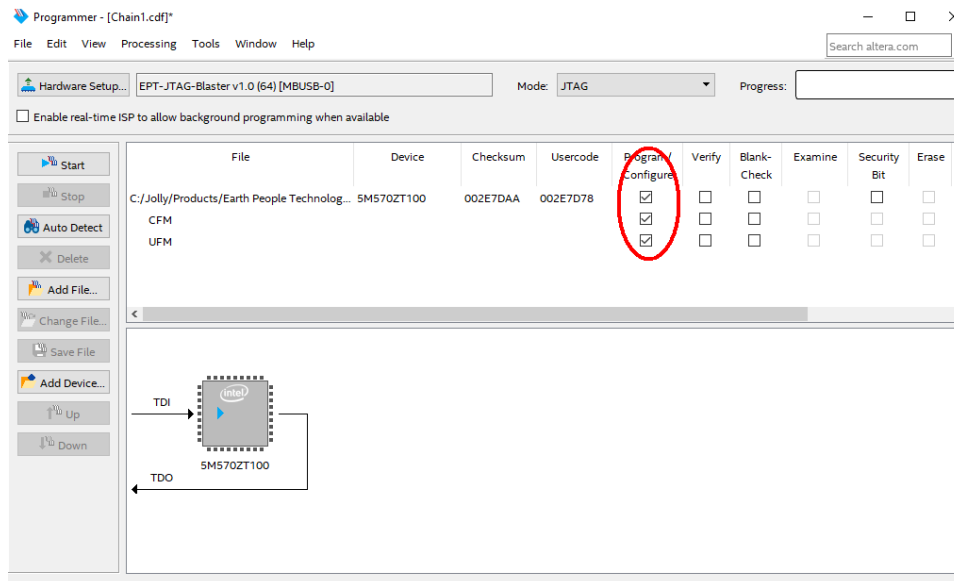 Programmer - [Chain1.cdf]*
File Edit View Processing Tools Window Help
Search altera.com
Hardware Setup... EPT-JTAG-Blaster v1.0 (64) [MBUSB-0] Mode: JTAG Progress:
Enable real-time ISP to allow background programming when available
Start
Stop
Auto Detect
Delete
Add File...
Change File...
Save File
Add Device...
Up
Down
File Device Checksum Usercode Program/ Verify Blank- Examine Security Erase
Configure Check Bit
C:/Jolly/Products/Earth People Technolog... 5M570ZT100 002E7DAA 002E7D78
CFM
UFM
TDI
intel
5M570ZT100
TDO